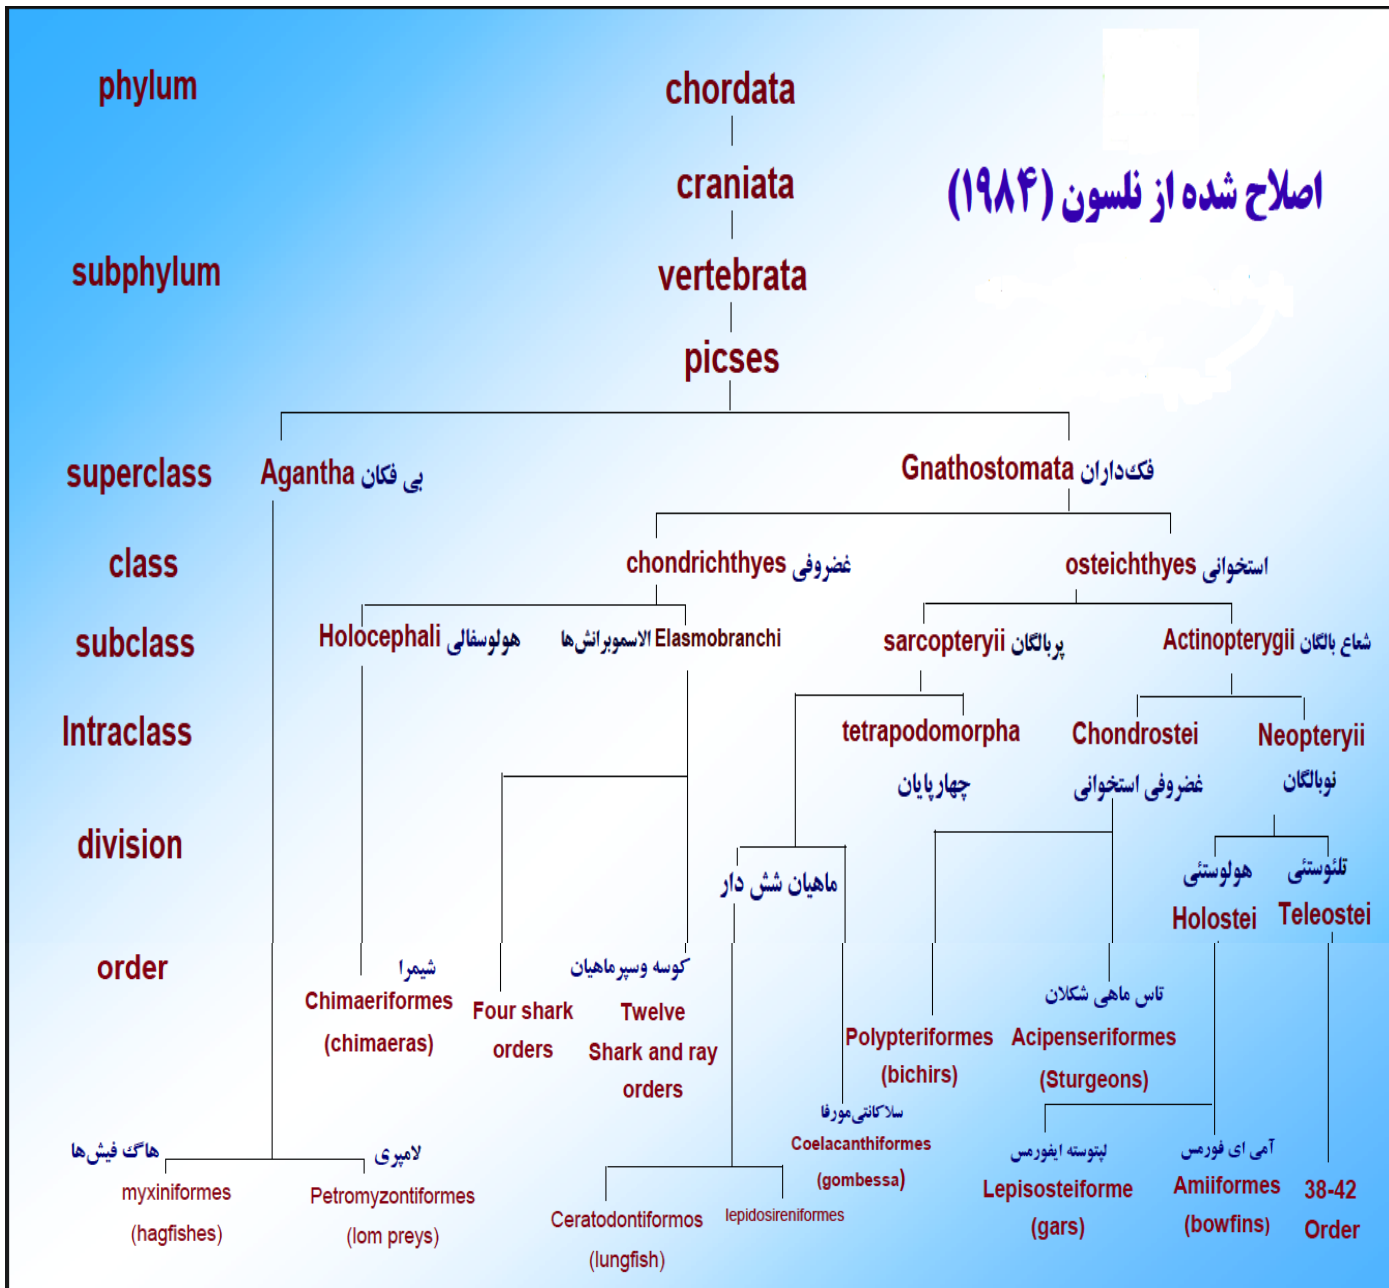 phylum
chordata
craniata
اصلاح شده از نلسون (۱۹۸۴)
subphylum
vertebrata
picses
superclass
Agantha بی فکان
Gnathostomata فک‌داران
class
chondrichthyes غضروفی
osteichthyes استخوانی
subclass
Holocephali هولوسفالی
الاسموبرانش‌ها Elasmobranchi
sarcopteryii پربالگان
Actinopterygii شعاع بالگان
Intraclass
tetrapodomorpha
چهارپایان
Chondrostei
غضروفی استخوانی
Neopteryii
نوبالگان
division
ماهیان شش دار
هولوستئی
Holostei
تلئوستئی
Teleostei
order
شیمرا
Chimaeriformes
(chimaeras)
Four shark
orders
کوسه وسپرماهیان
Twelve
Shark and ray
orders
Polypteriformes
(bichirs)
تاس ماهی شکلان
Acipenseriformes
(Sturgeons)
هاگ فیش‌ها
myxiniformes
(hagfishes)
لامپری
Petromyzontiformes
(lom preys)
Ceratodontiformos
(lungfish)
lepidosireniformes
سلاکانتی‌مورفا
Coelacanthiformes
(gombessa)
لپتوسته ایفورمس
Lepisosteiforme
(gars)
آمی ای فورمس
Amiiformes
(bowfins)
38-42
Order